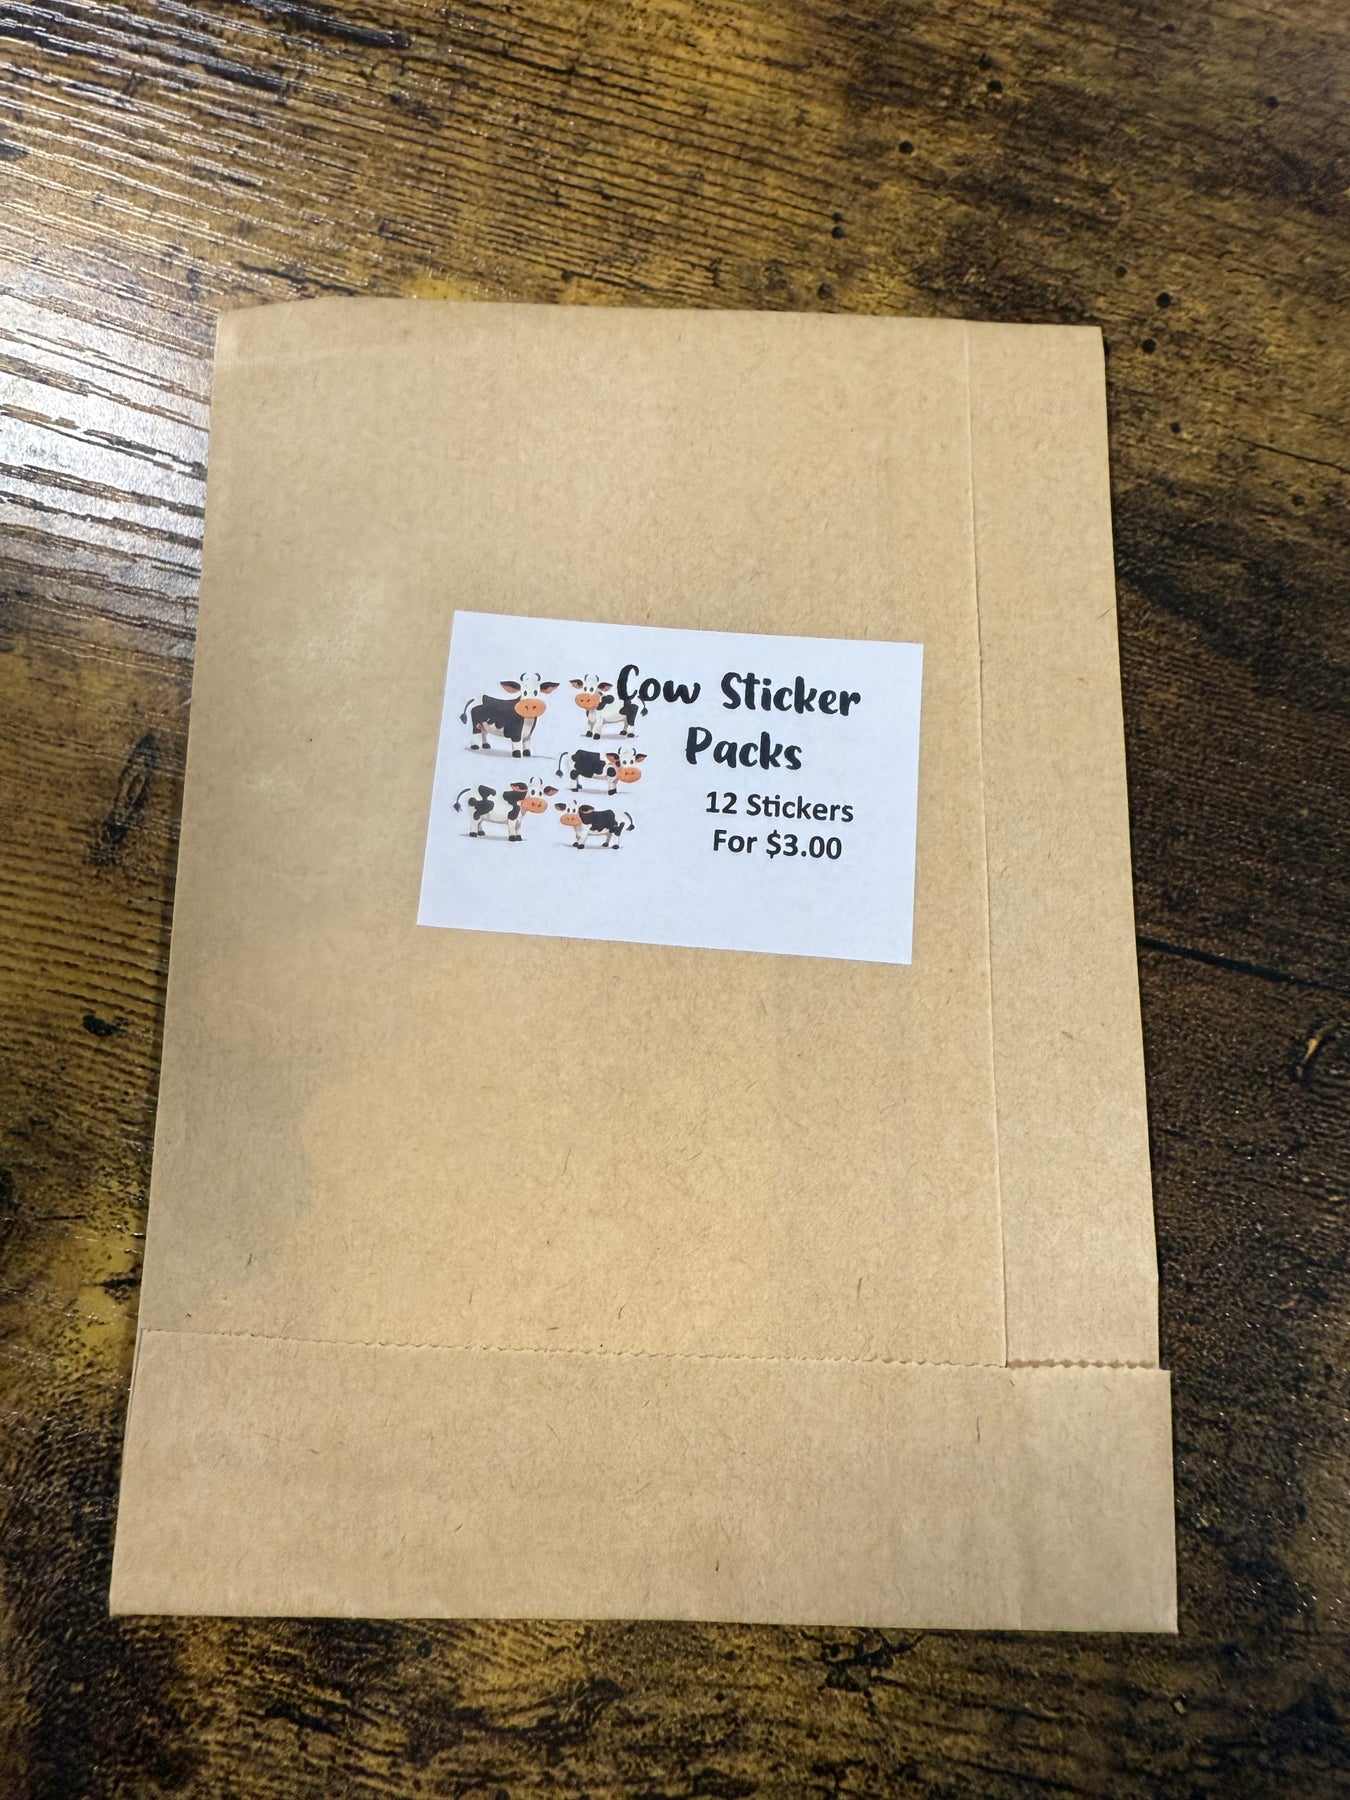 Cow Sticker
Packs
12 Stickers
For $3.00